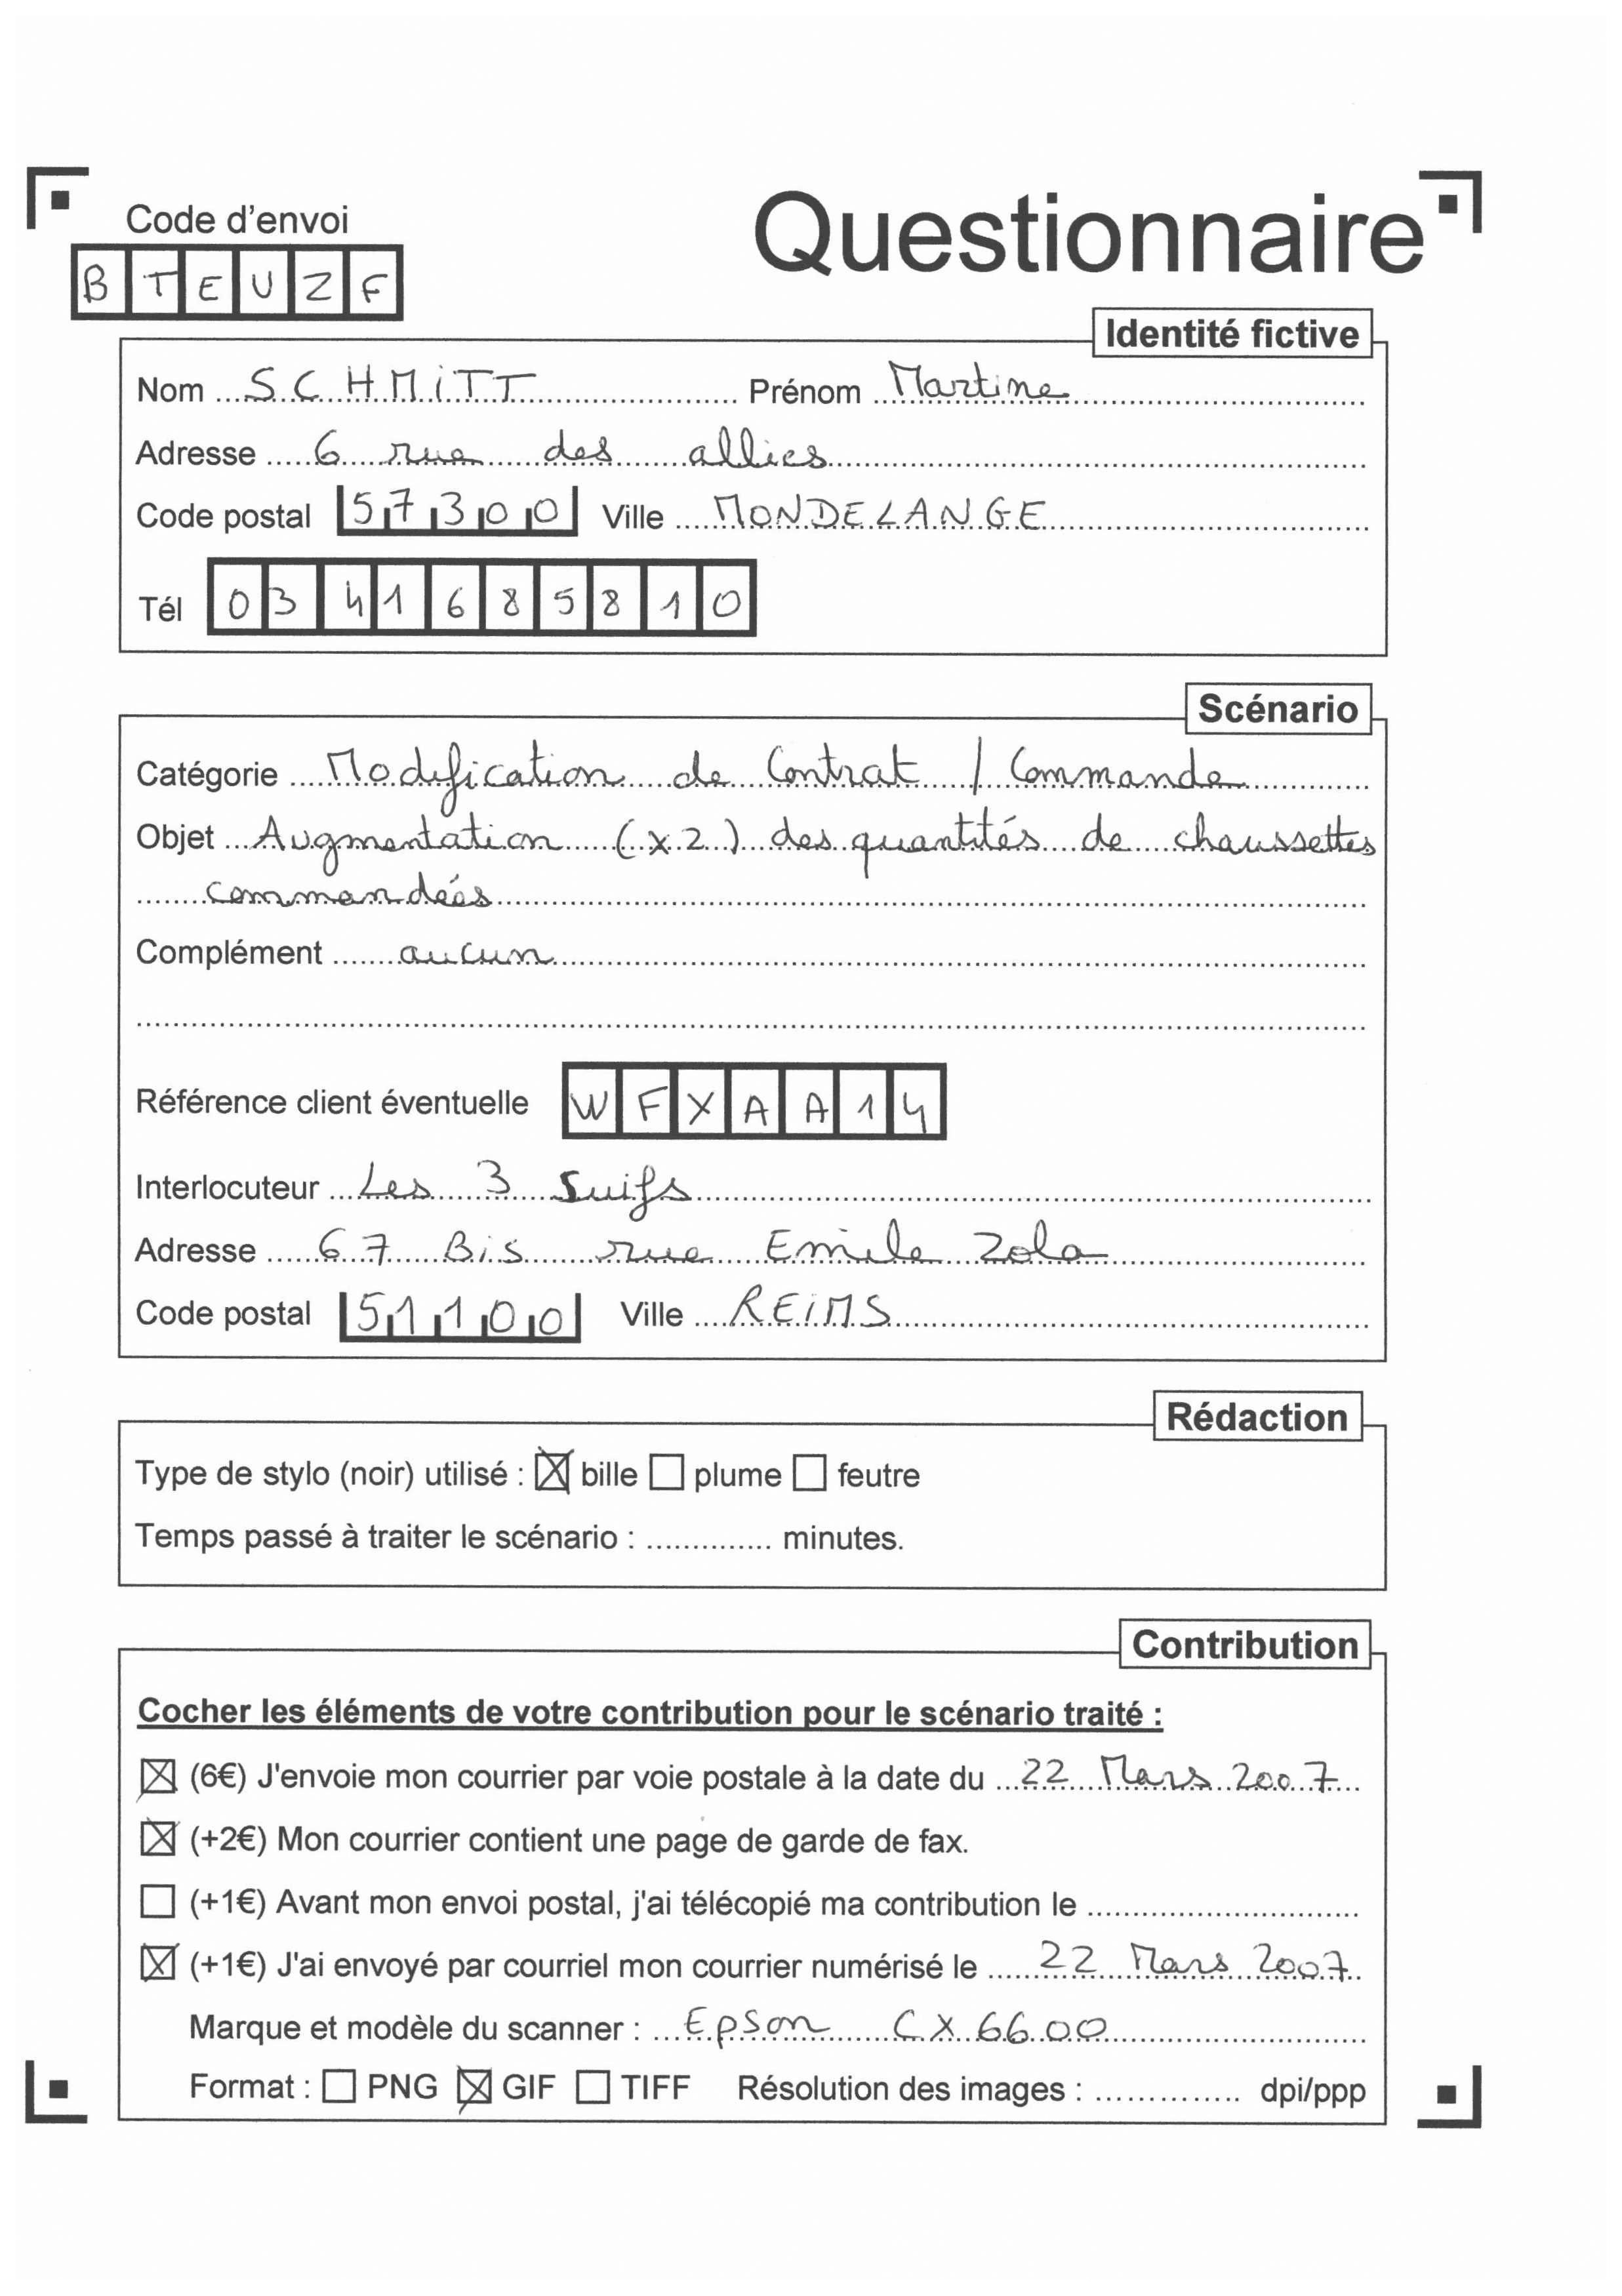 Questionnaire
Code d'envoi
BTEUZF
Identité fictive
Nom SCHMITT Prénom Martine
Adresse 6 rue des allies
Code postal 57300 Ville MONDELANGE
Tél 0341685810
Scénario
Catégorie Modification de Contrat / Commande
Objet Augmentation (x2) des quantités de chaussettes
commandées
Complément aucun
Référence client éventuelle WFXAA14
Interlocuteur Les 3 Suifs
Adresse 67 Bis rue Emile Zola
Code postal 51100 Ville REIMS
Rédaction
Type de stylo (noir) utilisé : ☒ bille ☐ plume ☐ feutre
Temps passé à traiter le scénario : .............. minutes.
Contribution
Cocher les éléments de votre contribution pour le scénario traité :
☒ (6€) J'envoie mon courrier par voie postale à la date du 22 Mars 2007
☒ (+2€) Mon courrier contient une page de garde de fax.
☐ (+1€) Avant mon envoi postal, j'ai télécopié ma contribution le ..............
☒ (+1€) J'ai envoyé par courriel mon courrier numérisé le 22 Mars 2007
Marque et modèle du scanner : Epson CX 6600
Format : ☐ PNG ☒ GIF ☐ TIFF Résolution des images : .............. dpi/ppp